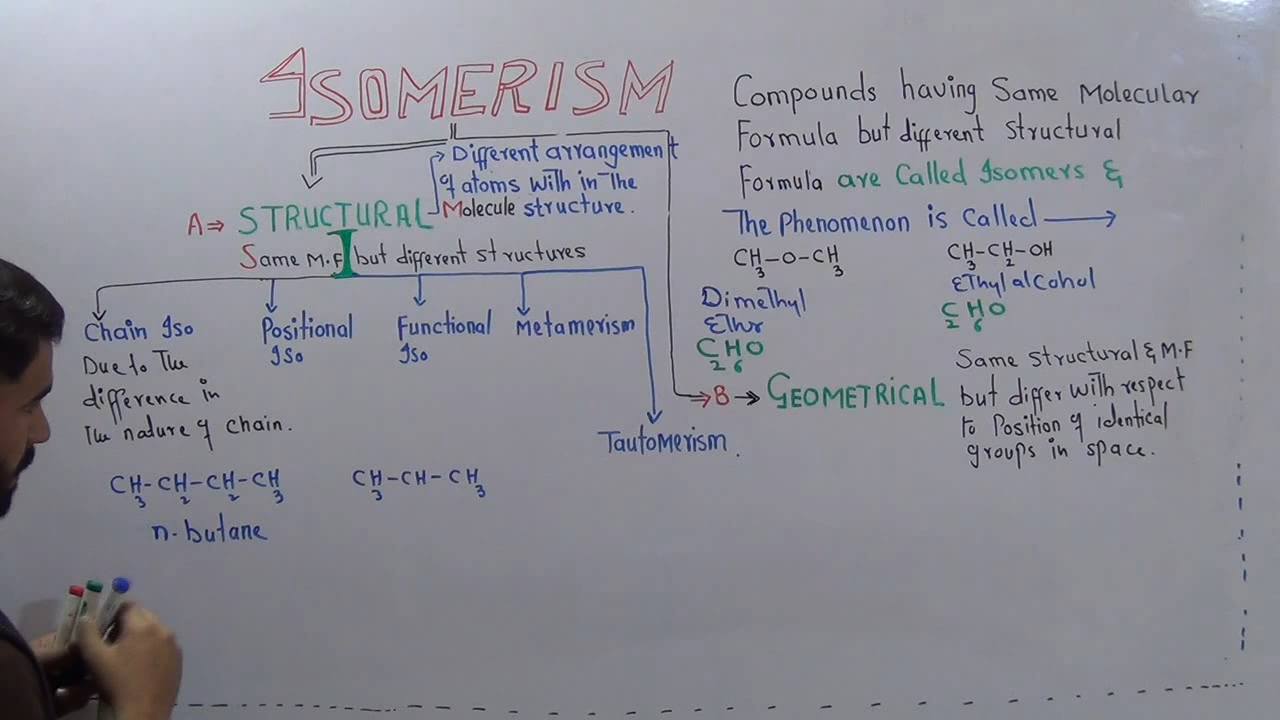 ISOMERISM
Different arrangement
of atoms with in The
A⇒ STRUCTURAL Molecule structure.
Same M.F but different structures
Chain Iso
Due to The
difference in
The nature of chain.
Positional
Iso
Functional
Iso
Metamerism
Tautomerism.
CH₃-CH₂-CH₂-CH₃
n-butane
CH₃-CH-CH₃
Compounds having Same Molecular
Formula but different structural
Formula are Called Isomers &
The Phenomenon is Called →
CH₃-O-CH₃
Dimethyl
Ethr
C₂H₆O
CH₃-CH₂-OH
Ethyl alcohol
C₂H₆O
⇒B→ GEOMETRICAL
Same structural & M.F
but differ with respect
to Position of identical
groups in space.